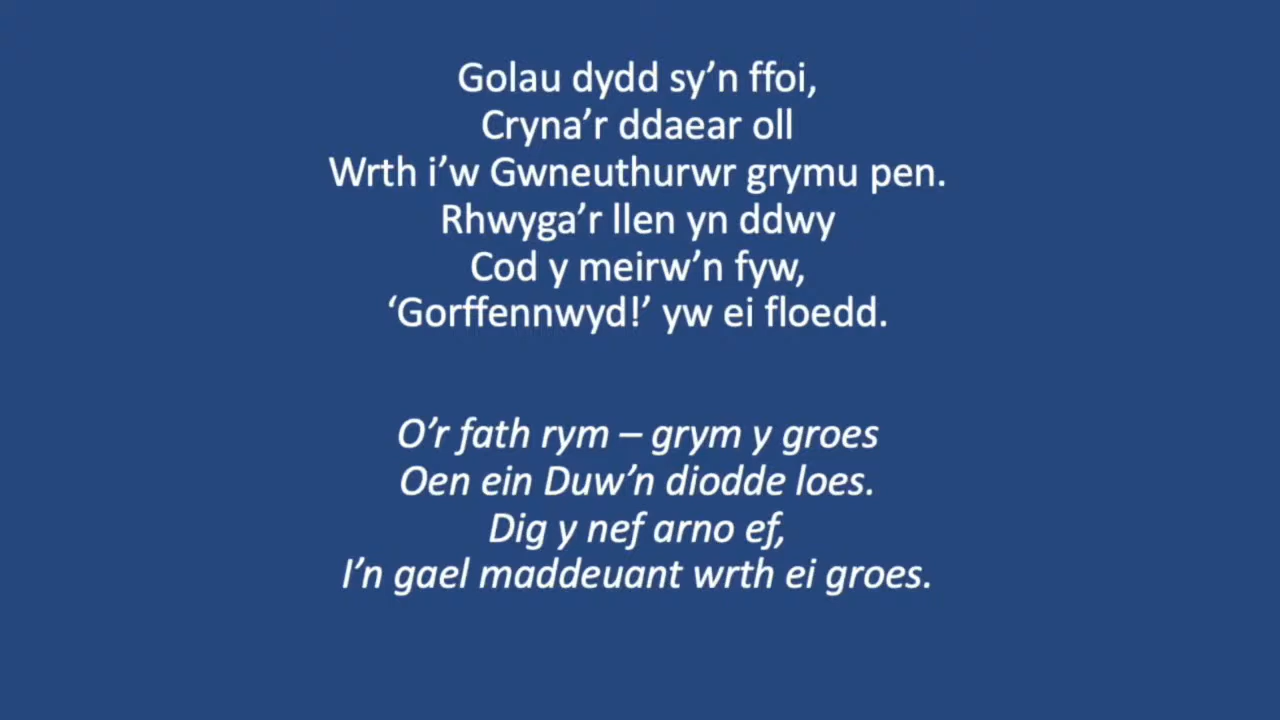 Golau dydd sy’n ffoi,
Cryna’r ddaear oll
Wrth i’w Gwneuthurwr grymu pen.
Rhwyga’r llen yn ddwy
Cod y meirw’n fyw,
‘Gorffennwyd!’ yw ei floedd.
O’r fath rym – grym y groes
Oen ein Duw’n diodde loes.
Dig y nef arno ef,
I’n gael maddeuant wrth ei groes.